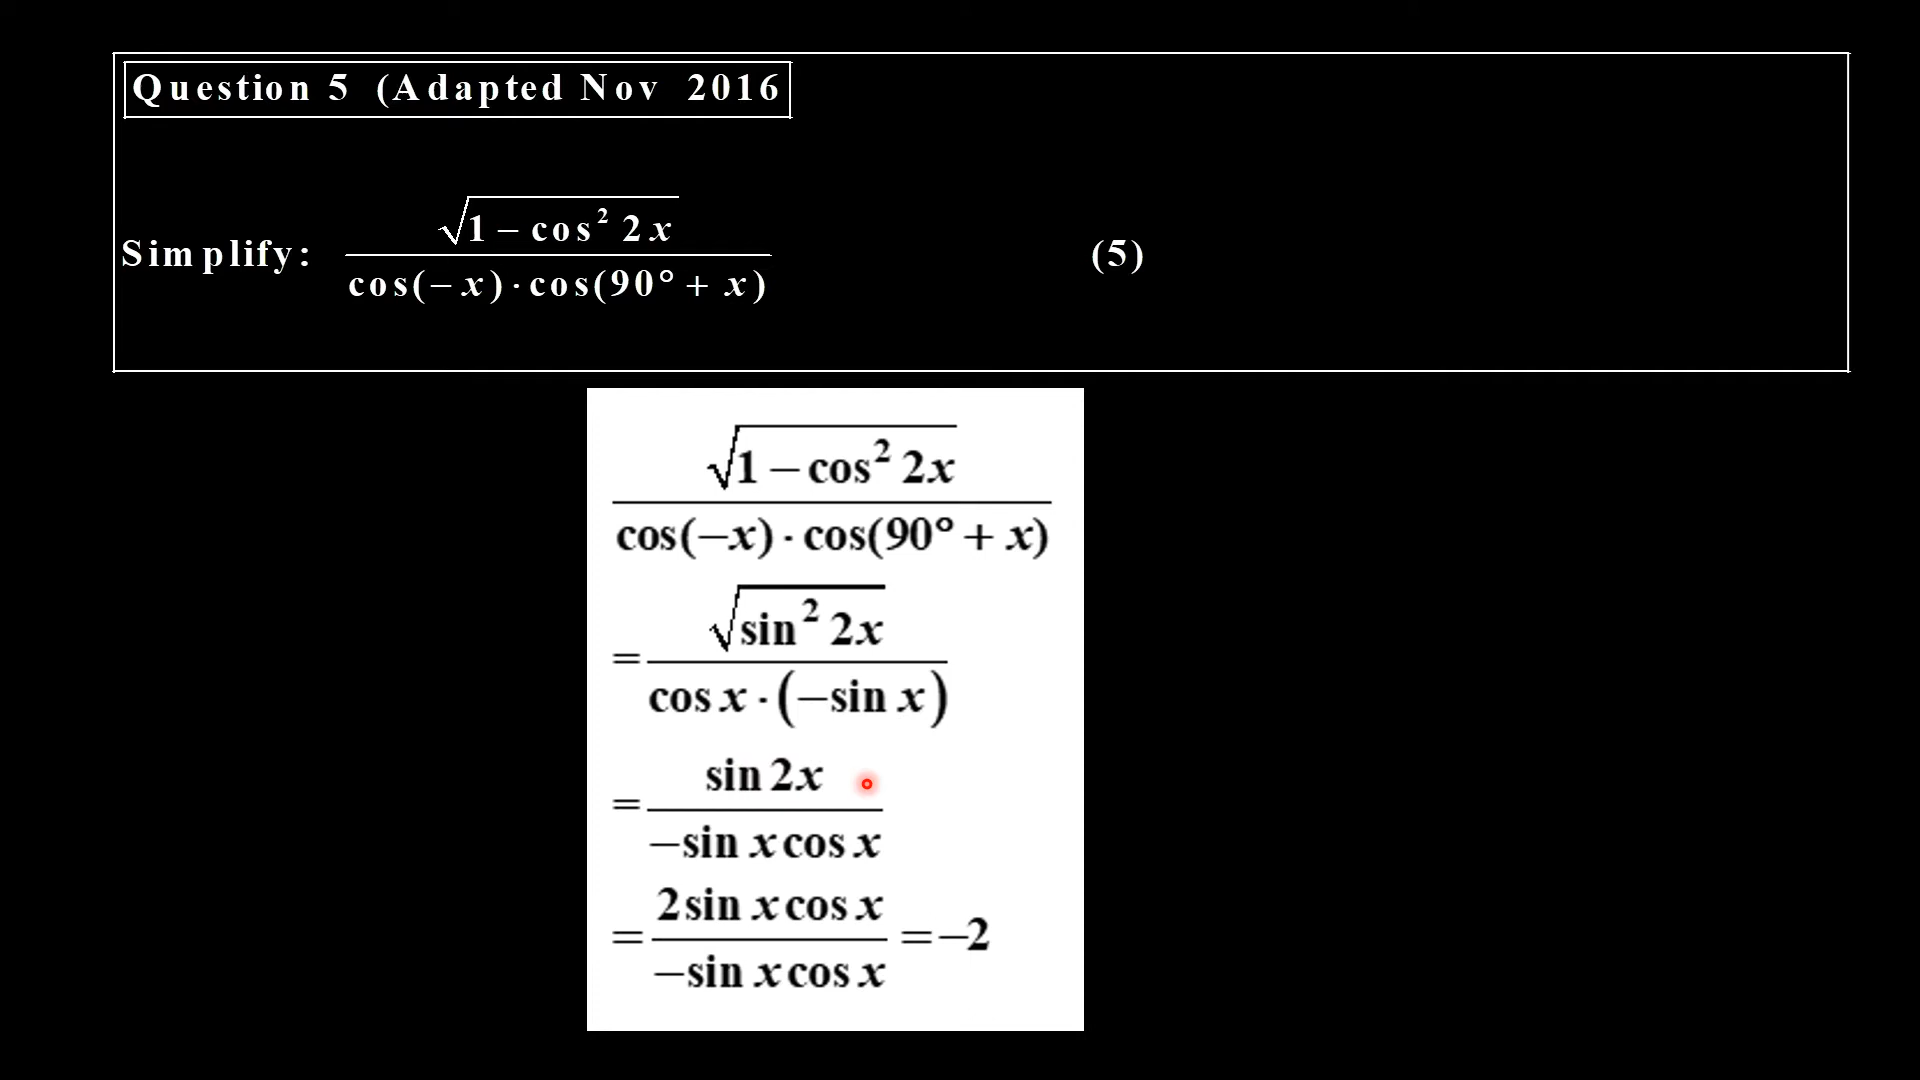 Question 5 (Adapted Nov 2016
Simplify: √(1 − cos² 2x) / (cos(−x) · cos(90° + x)) (5)
√(1 − cos² 2x) / (cos(−x) · cos(90° + x))
= √(sin² 2x) / (cos x · (−sin x))
= sin 2x / (−sin x cos x)
= 2 sin x cos x / (−sin x cos x) = −2